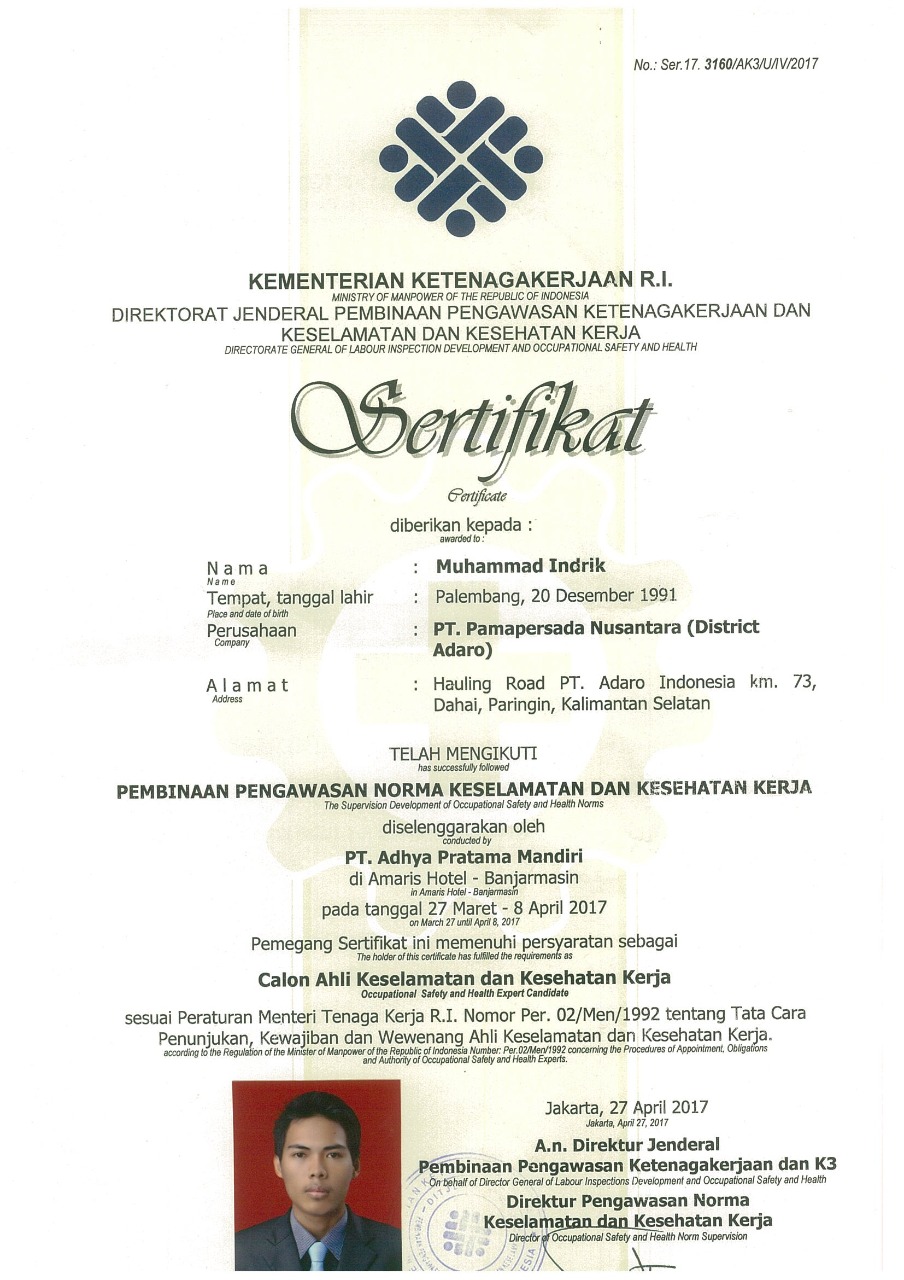 No.: Ser.17. 3160/AK3/U/IV/2017
KEMENTERIAN KETENAGAKERJAAN R.I.
MINISTRY OF MANPOWER OF THE REPUBLIC OF INDONESIA
DIREKTORAT JENDERAL PEMBINAAN PENGAWASAN KETENAGAKERJAAN DAN
KESELAMATAN DAN KESEHATAN KERJA
DIRECTORATE GENERAL OF LABOUR INSPECTION DEVELOPMENT AND OCCUPATIONAL SAFETY AND HEALTH
Sertifikat
Certificate
diberikan kepada :
awarded to :
Nama : Muhammad Indrik
Name
Tempat, tanggal lahir : Palembang, 20 Desember 1991
Place and date of birth
Perusahaan : PT. Pamapersada Nusantara (District
Company
Adaro)
Alamat : Hauling Road PT. Adaro Indonesia km. 73,
Address
Dahai, Paringin, Kalimantan Selatan
TELAH MENGIKUTI
has successfully followed
PEMBINAAN PENGAWASAN NORMA KESELAMATAN DAN KESEHATAN KERJA
The Supervision Development of Occupational Safety and Health Norms
diselenggarakan oleh
conducted by
PT. Adhya Pratama Mandiri
di Amaris Hotel - Banjarmasin
in Amaris Hotel - Banjarmasin
pada tanggal 27 Maret - 8 April 2017
on March 27 until April 8, 2017
Pemegang Sertifikat ini memenuhi persyaratan sebagai
The holder of this certificate has fulfilled the requirements as
Calon Ahli Keselamatan dan Kesehatan Kerja
Occupational Safety and Health Expert Candidate
sesuai Peraturan Menteri Tenaga Kerja R.I. Nomor Per. 02/Men/1992 tentang Tata Cara
Penunjukan, Kewajiban dan Wewenang Ahli Keselamatan dan Kesehatan Kerja.
according to the Regulation of the Minister of Manpower of the Republic of Indonesia Number: Per.02/Men/1992 concerning the Procedures of Appointment, Obligations
and Authority of Occupational Safety and Health Experts.
Jakarta, 27 April 2017
Jakarta, April 27, 2017
A.n. Direktur Jenderal
Pembinaan Pengawasan Ketenagakerjaan dan K3
On behalf of Director General of Labour Inspections Development and Occupational Safety and Health
Direktur Pengawasan Norma
Keselamatan dan Kesehatan Kerja
Director of Occupational Safety and Health Norm Supervision